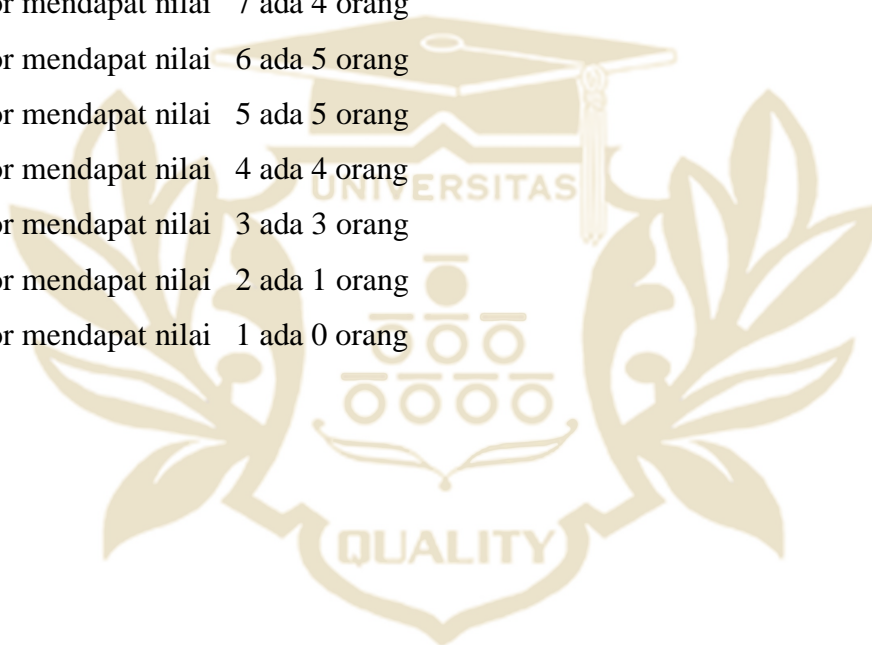 or mendapat nilai 7 ada 4 orang
or mendapat nilai 6 ada 5 orang
or mendapat nilai 5 ada 5 orang
or mendapat nilai 4 ada 4 orang
or mendapat nilai 3 ada 3 orang
or mendapat nilai 2 ada 1 orang
or mendapat nilai 1 ada 0 orang
UNIVERSITAS
QUALITY